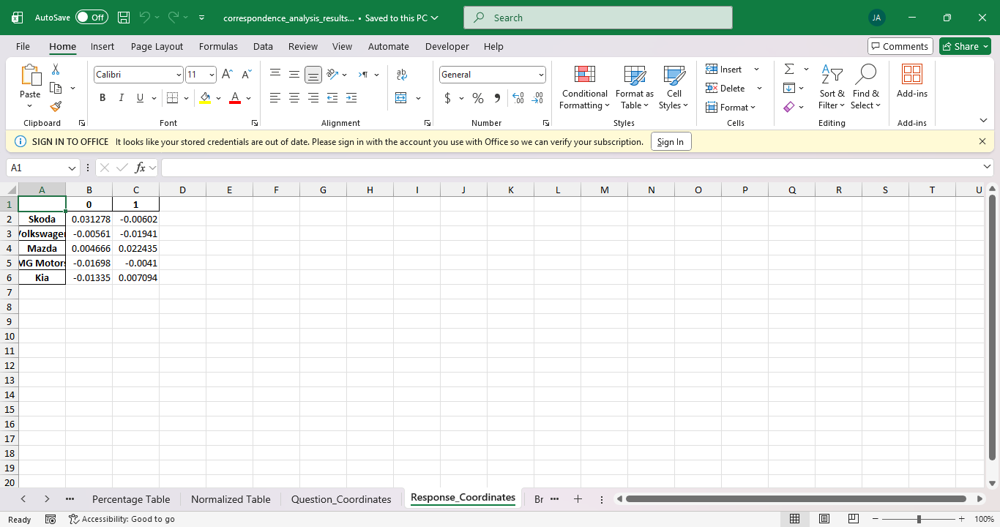 AutoSave Off correspondence_analysis_results... • Saved to this PC Search JA
File Home Insert Page Layout Formulas Data Review View Automate Developer Help Comments Share
Paste Calibri 11 General Conditional Formatting Format as Table Cell Styles Insert Delete Format Sort & Filter Find & Select Add-ins
B I U A $ % ,
Clipboard Font Alignment Number Styles Cells Editing Add-ins
SIGN IN TO OFFICE It looks like your stored credentials are out of date. Please sign in with the account you use with Office so we can verify your subscription. Sign In
A1 fx
A B C D E F G H I J K L M N O P Q R S T U
1 0 1
2 Skoda 0.031278 -0.00602
3 Volkswagen -0.00561 -0.01941
4 Mazda 0.004666 0.022435
5 MG Motors -0.01698 -0.0041
6 Kia -0.01335 0.007094
7
8
9
10
11
12
13
14
15
16
17
18
19
20
Percentage Table Normalized Table Question_Coordinates Response_Coordinates Br
Ready Accessibility: Good to go 100%